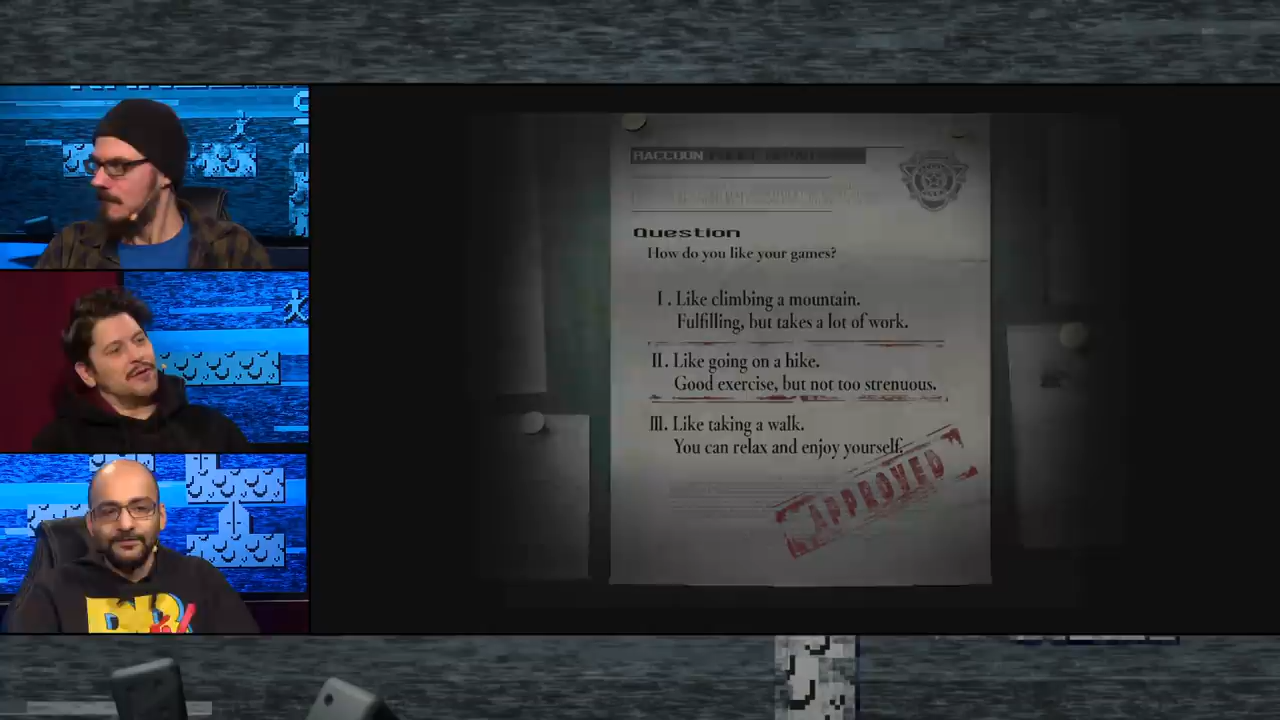 RACCOON
Question
How do you like your games?
I. Like climbing a mountain.
Fulfilling, but takes a lot of work.
II. Like going on a hike.
Good exercise, but not too strenuous.
III. Like taking a walk.
You can relax and enjoy yourself.
APPROVED